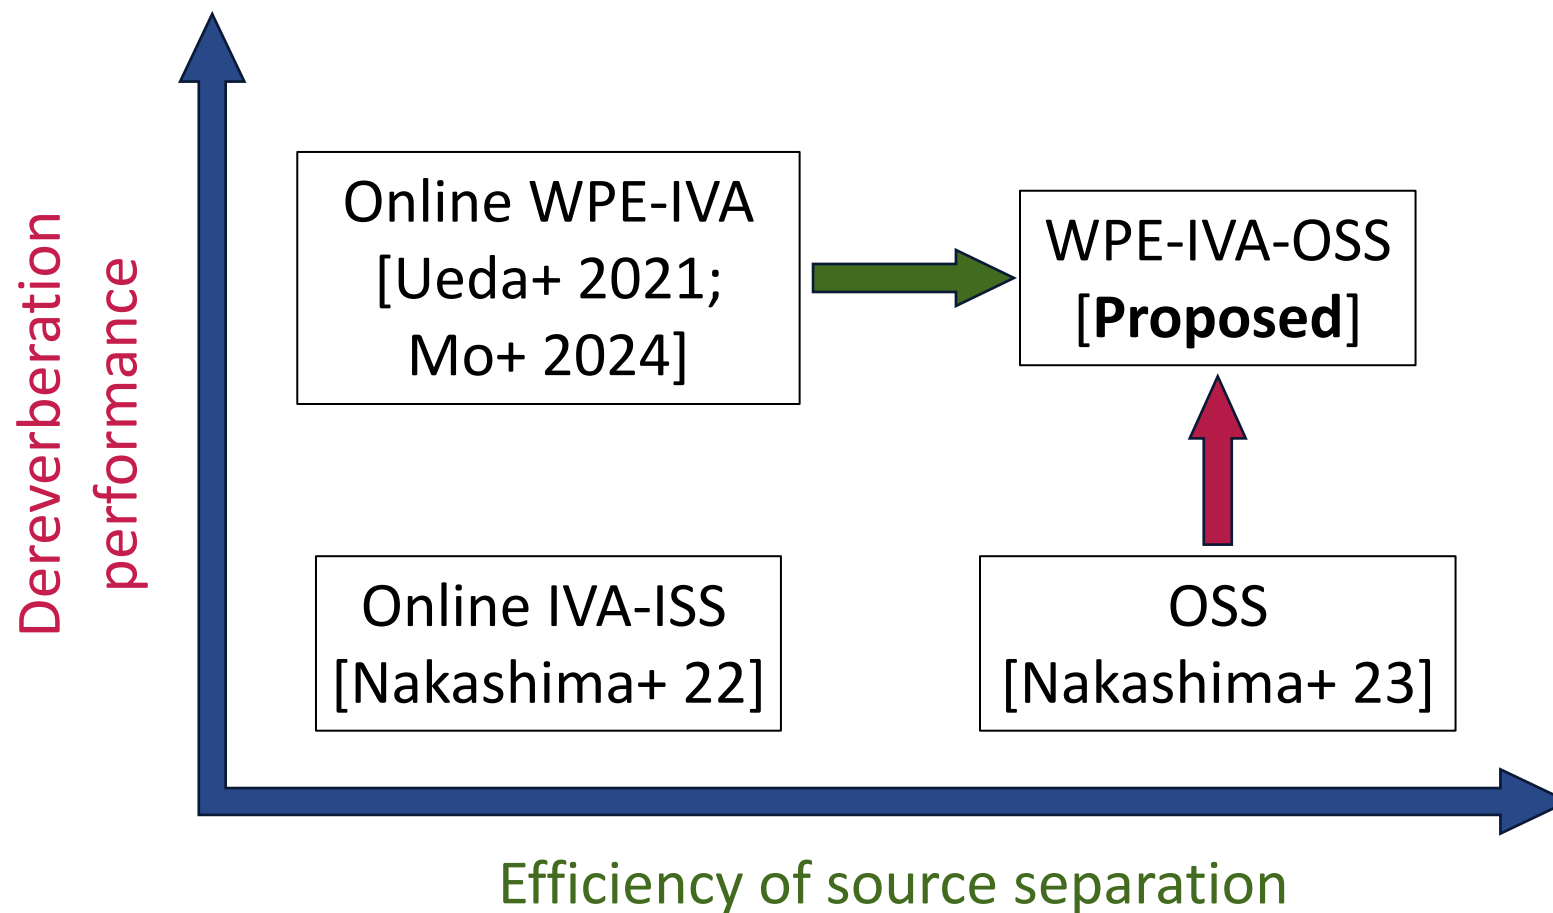 Dereverberation
performance
Online WPE-IVA
[Ueda+ 2021;
Mo+ 2024]
WPE-IVA-OSS
[Proposed]
Online IVA-ISS
[Nakashima+ 22]
OSS
[Nakashima+ 23]
Efficiency of source separation